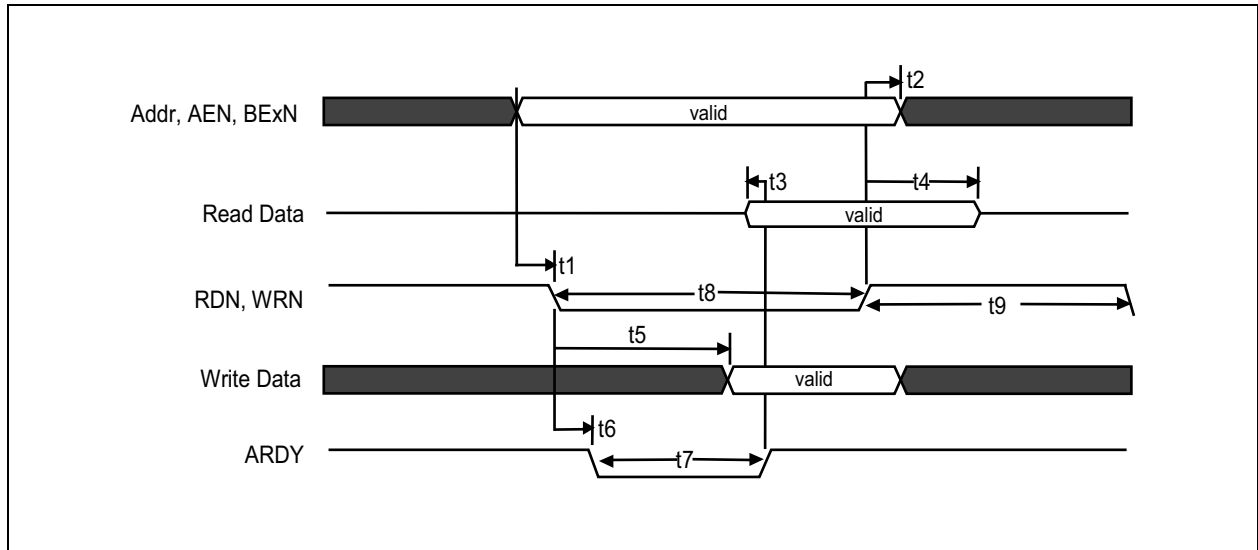 t2
Addr, AEN, BExN
valid
t3
t4
Read Data
valid
t1
RDN, WRN
t8
t9
t5
Write Data
valid
t6
ARDY
t7